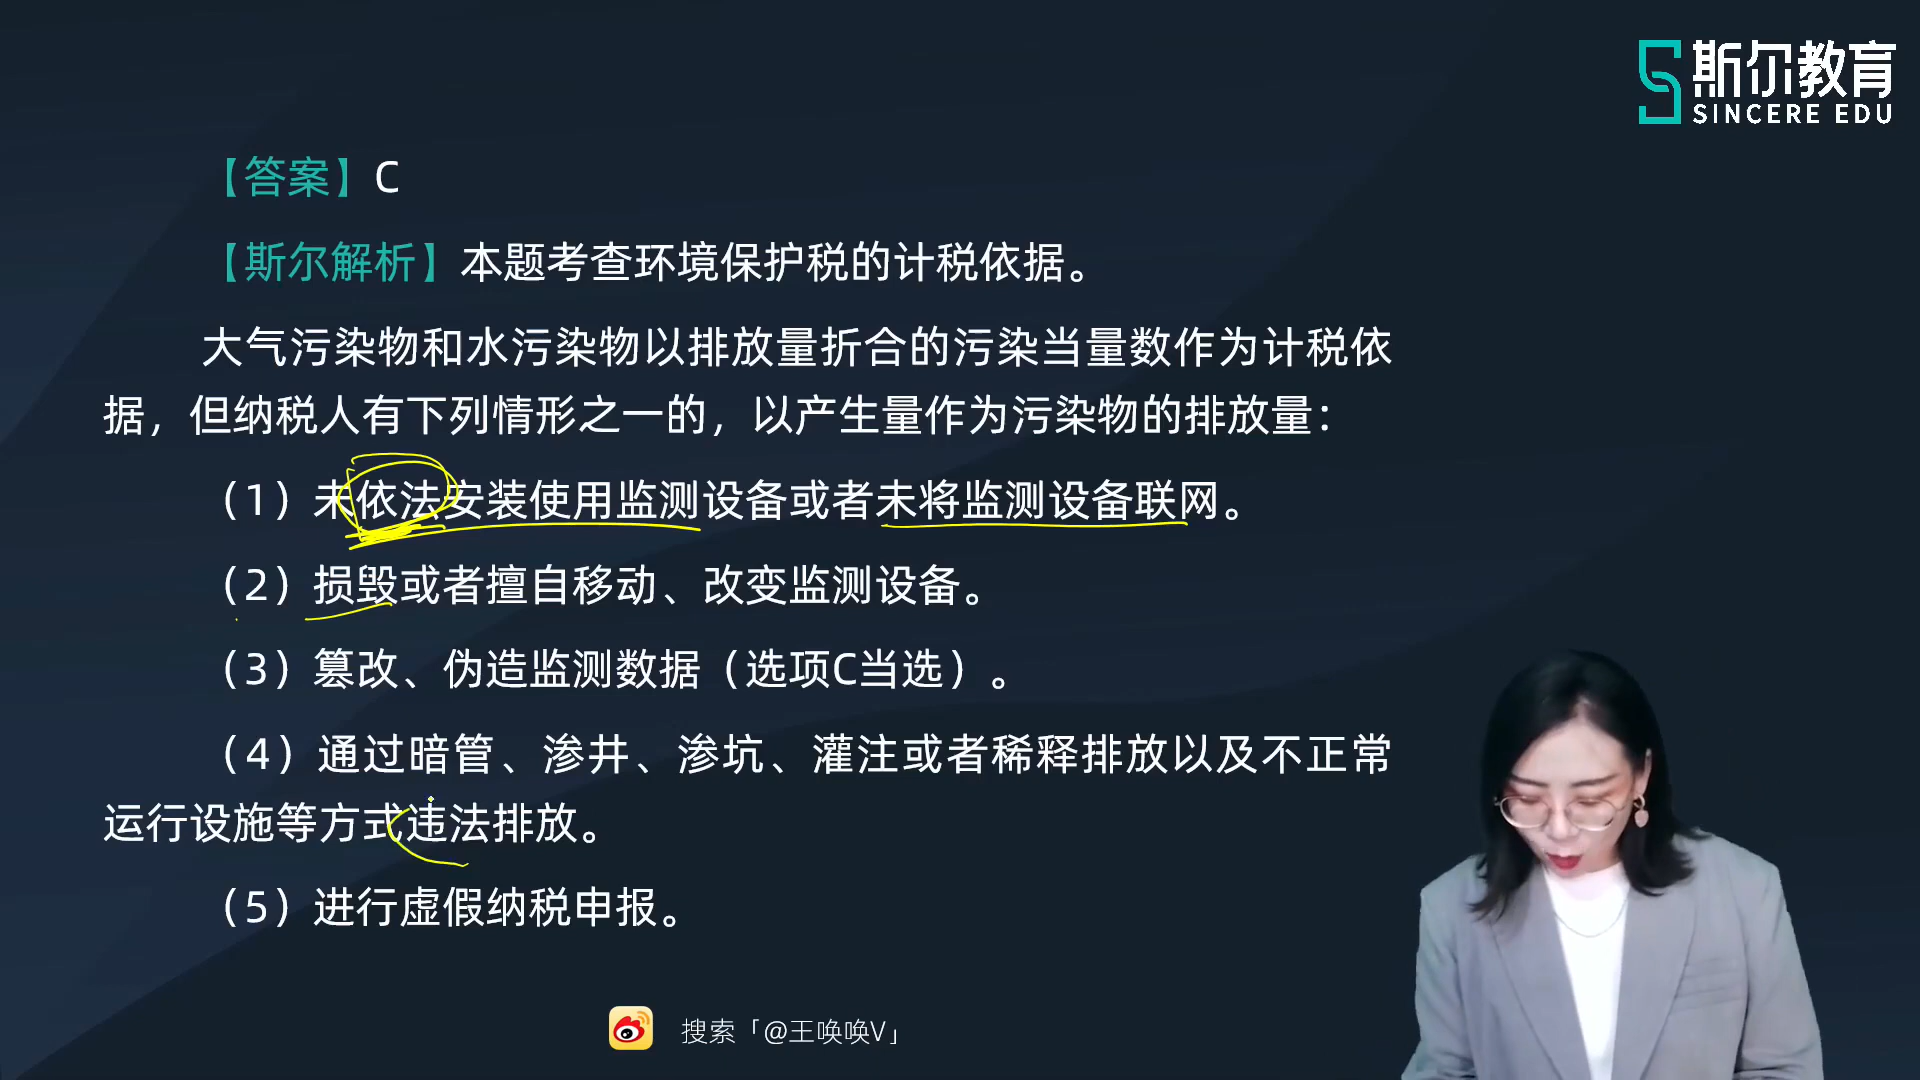 斯尔教育
SINCERE EDU
【答案】C
【斯尔解析】本题考查环境保护税的计税依据。
大气污染物和水污染物以排放量折合的污染当量数作为计税依
据，但纳税人有下列情形之一的，以产生量作为污染物的排放量：
（1）未依法安装使用监测设备或者未将监测设备联网。
（2）损毁或者擅自移动、改变监测设备。
（3）篡改、伪造监测数据（选项C当选）。
（4）通过暗管、渗井、渗坑、灌注或者稀释排放以及不正常
运行设施等方式违法排放。
（5）进行虚假纳税申报。
搜索「@王唤唤V」